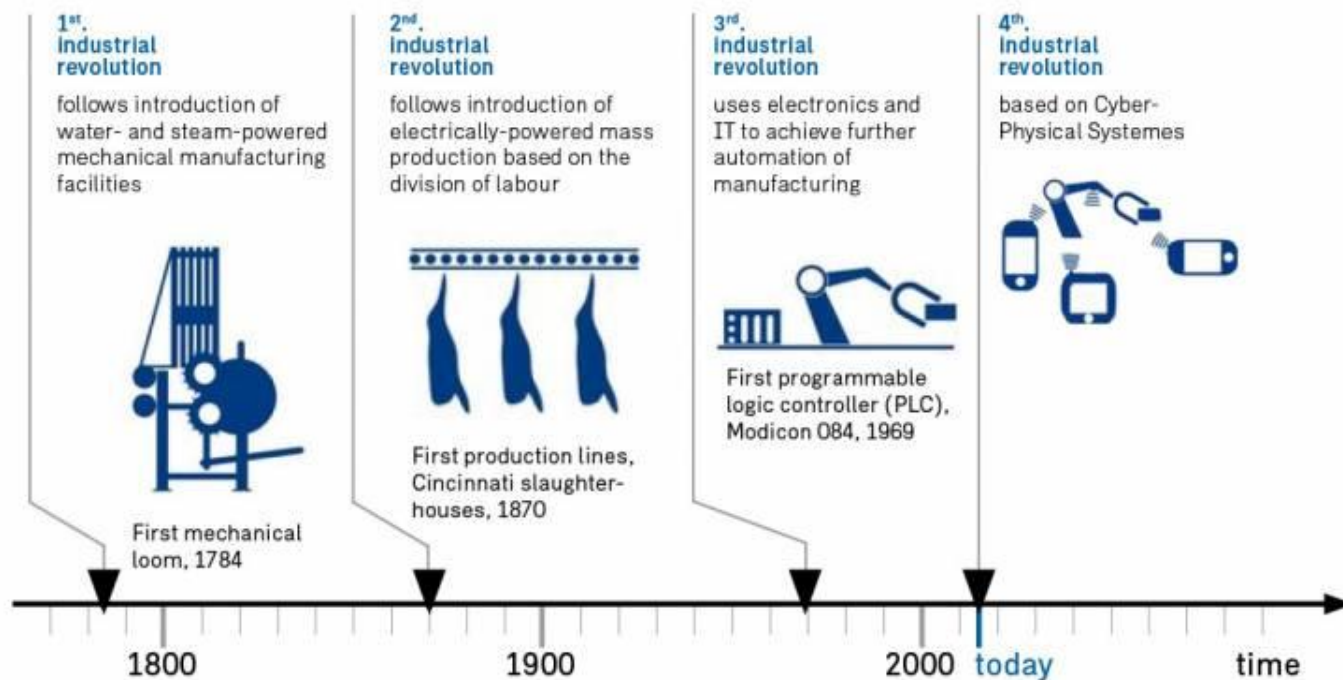 1st.
industrial
revolution
follows introduction of
water- and steam-powered
mechanical manufacturing
facilities
First mechanical
loom, 1784
2nd.
industrial
revolution
follows introduction of
electrically-powered mass
production based on the
division of labour
First production lines,
Cincinnati slaughter-
houses, 1870
3rd.
industrial
revolution
uses electronics and
IT to achieve further
automation of
manufacturing
First programmable
logic controller (PLC),
Modicon 084, 1969
4th.
industrial
revolution
based on Cyber-
Physical Systemes
1800 1900 2000 today time